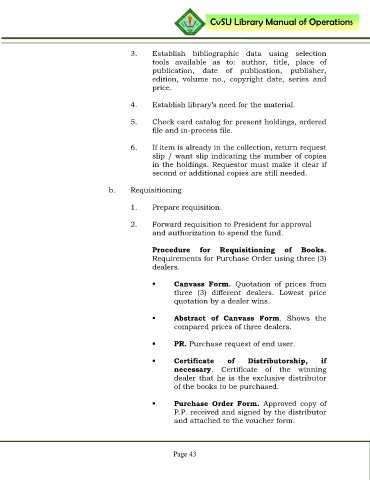 CvSU Library Manual of Operations
3. Establish bibliographic data using selection
tools available as to: author, title, place of
publication, date of publication, publisher,
edition, volume no., copyright date, series and
price.
4. Establish library's need for the material.
5. Check card catalog for present holdings, ordered
file and in-process file.
6. If item is already in the collection, return request
slip / want slip indicating the number of copies
in the holdings. Requestor must make it clear if
second or additional copies are still needed.
b. Requisitioning
1. Prepare requisition.
2. Forward requisition to President for approval
and authorization to spend the fund.
Procedure for Requisitioning of Books.
Requirements for Purchase Order using three (3)
dealers.
▪ Canvass Form. Quotation of prices from
three (3) different dealers. Lowest price
quotation by a dealer wins.
▪ Abstract of Canvass Form. Shows the
compared prices of three dealers.
▪ PR. Purchase request of end user.
▪ Certificate of Distributorship, if
necessary. Certificate of the winning
dealer that he is the exclusive distributor
of the books to be purchased.
▪ Purchase Order Form. Approved copy of
P.P. received and signed by the distributor
and attached to the voucher form.
Page 43